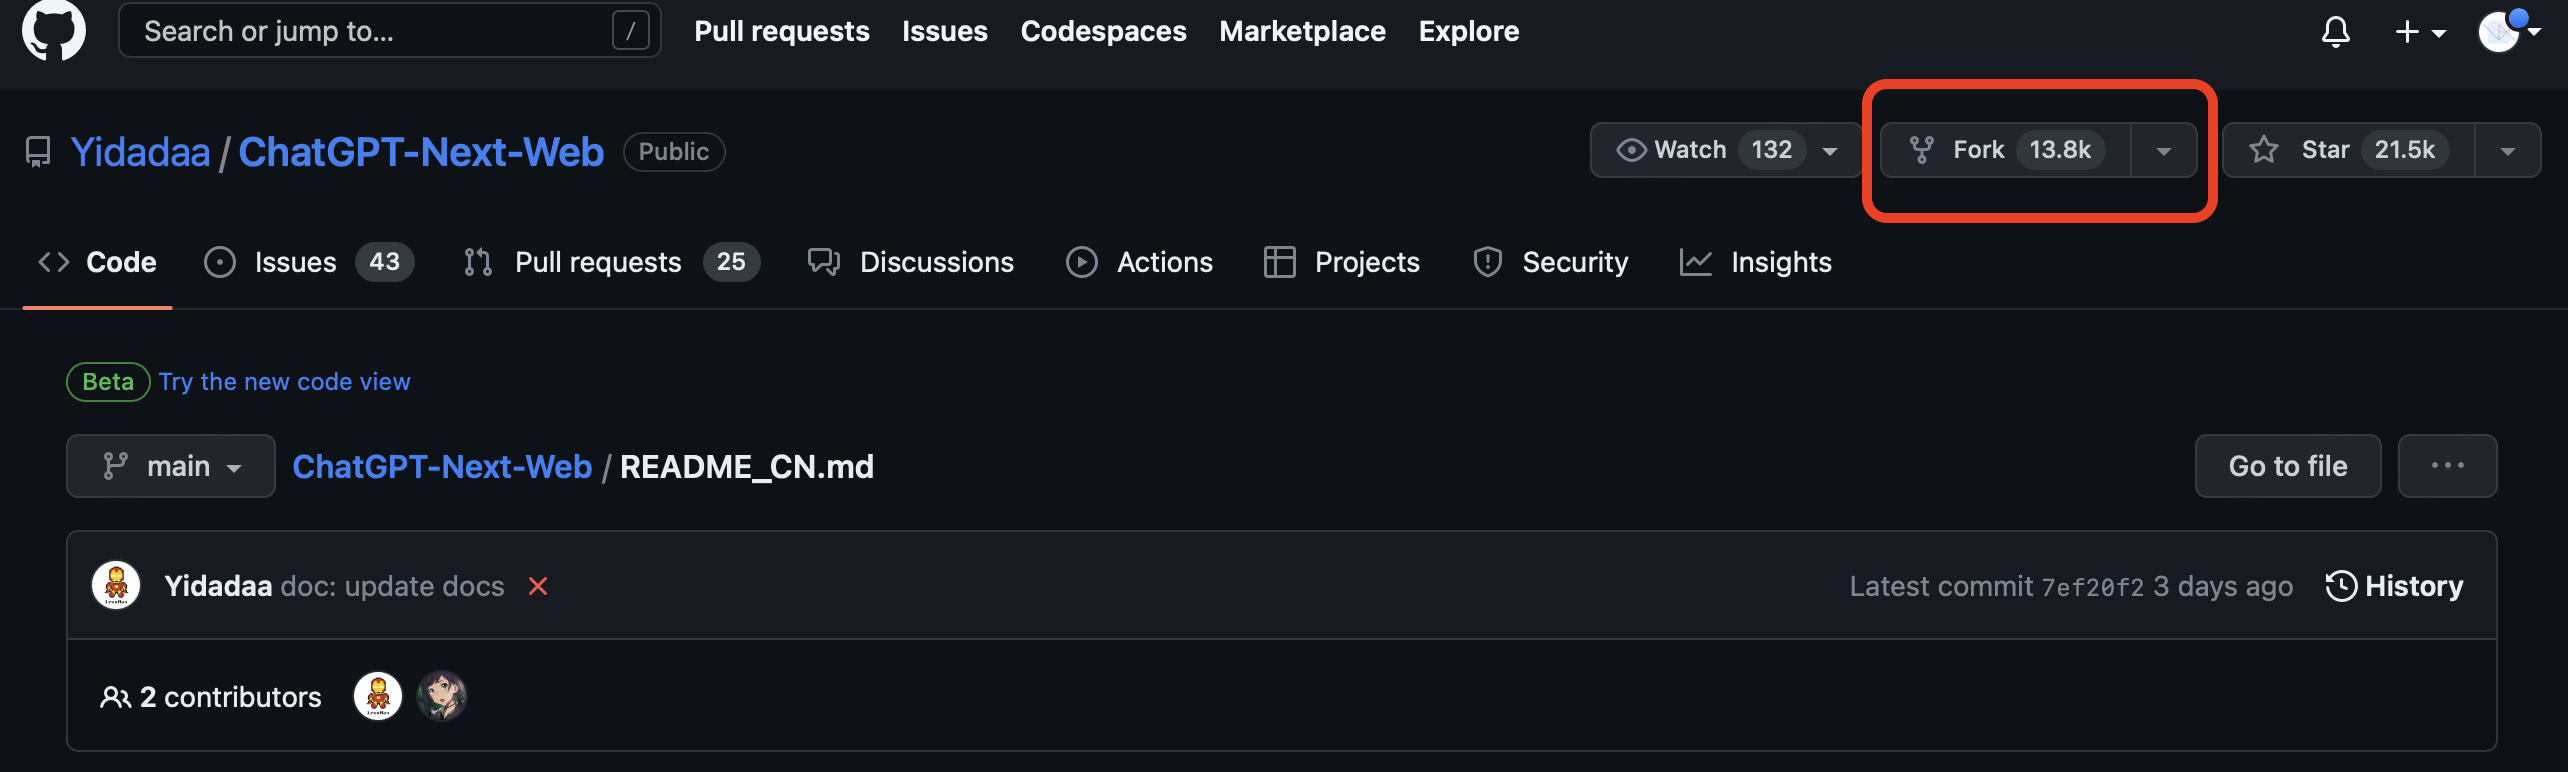 Search or jump to... / Pull requests Issues Codespaces Marketplace Explore
Yidadaa / ChatGPT-Next-Web Public Watch 132 Fork 13.8k Star 21.5k
Code Issues 43 Pull requests 25 Discussions Actions Projects Security Insights
Beta Try the new code view
main ChatGPT-Next-Web / README_CN.md Go to file ...
Yidadaa doc: update docs Latest commit 7ef20f2 3 days ago History
2 contributors